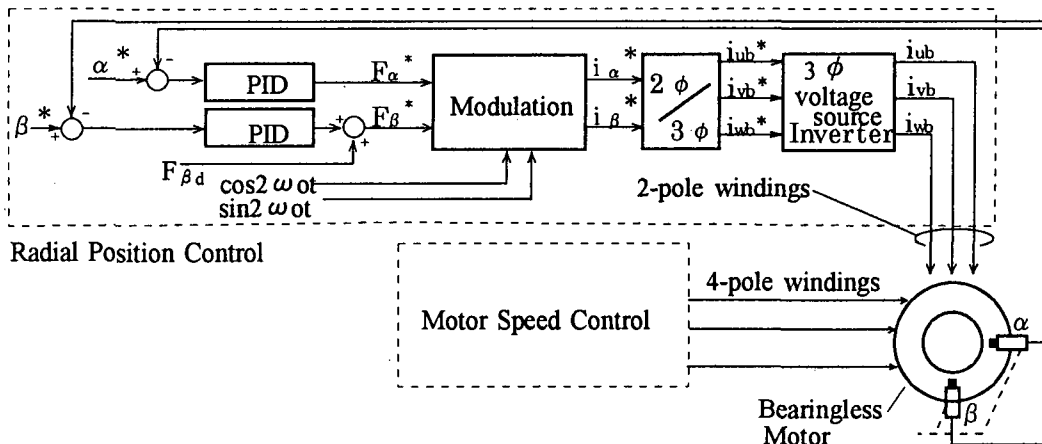 α* + -
PID
Fα*
β* + -
PID
+ +
Fβ*
Fβd
cos2ωot
sin2ωot
Modulation
iα*
iβ*
2φ / 3φ
iub*
ivb*
iwb*
3φ
voltage
source
Inverter
iub
ivb
iwb
2-pole windings
Radial Position Control
Motor Speed Control
4-pole windings
α
β
Bearingless
Motor